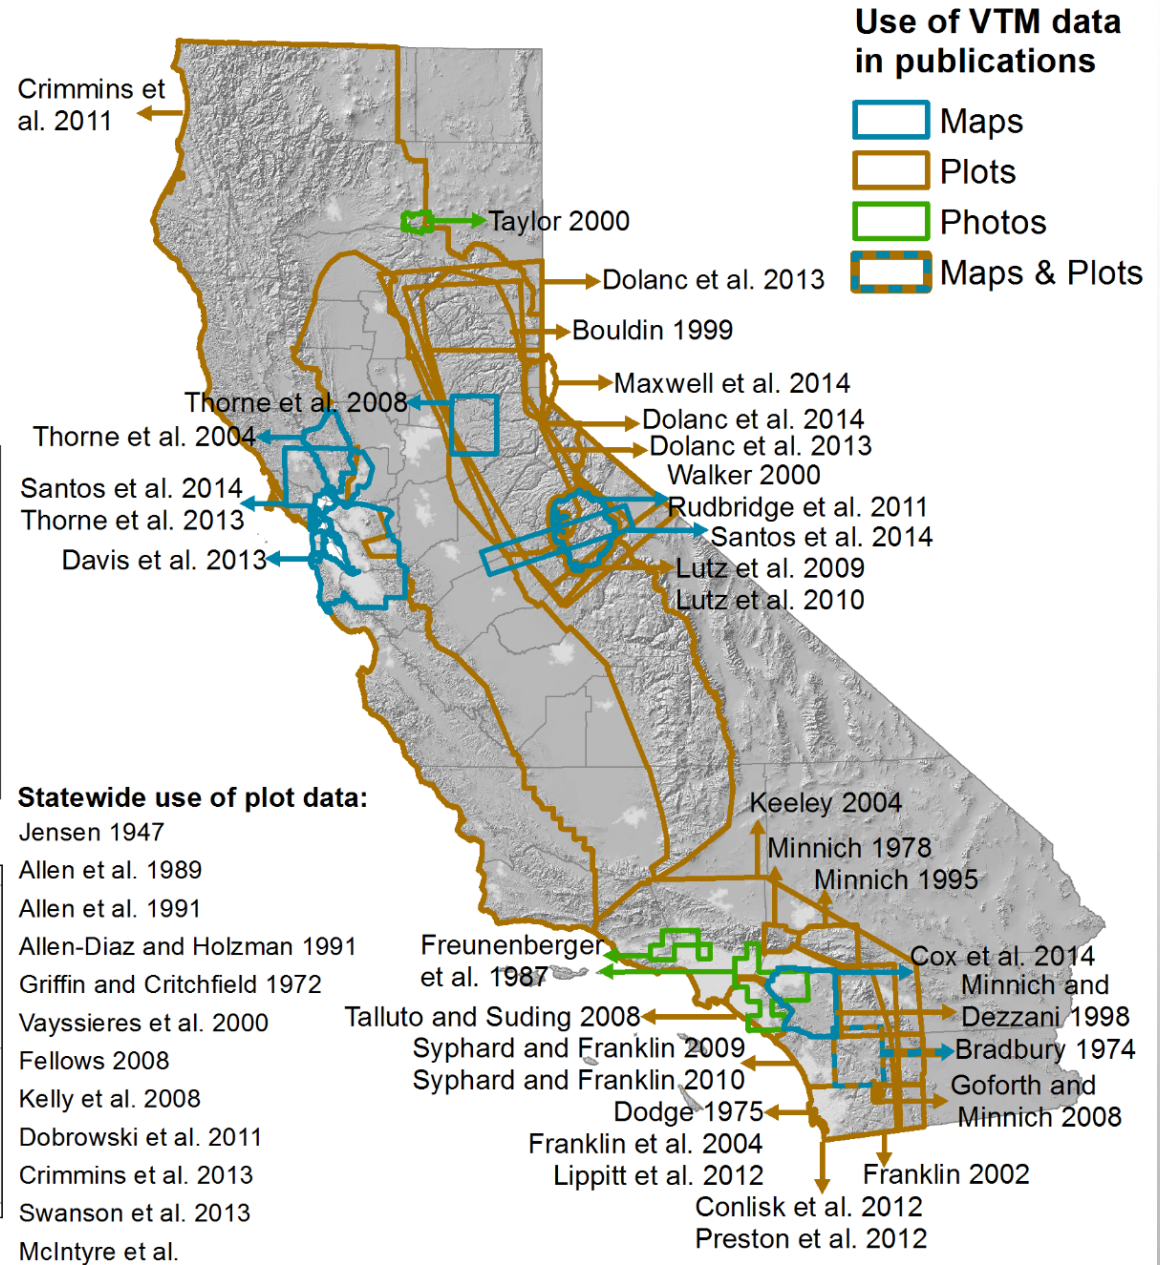 Use of VTM data
in publications
Maps
Plots
Photos
Maps & Plots
Crimmins et
al. 2011
Taylor 2000
Dolanc et al. 2013
Bouldin 1999
Maxwell et al. 2014
Thorne et al. 2008
Dolanc et al. 2014
Thorne et al. 2004
Dolanc et al. 2013
Walker 2000
Santos et al. 2014
Rudbridge et al. 2011
Thorne et al. 2013
Santos et al. 2014
Davis et al. 2013
Lutz et al. 2009
Lutz et al. 2010
Statewide use of plot data:
Jensen 1947
Allen et al. 1989
Allen et al. 1991
Allen-Diaz and Holzman 1991
Griffin and Critchfield 1972
Vayssieres et al. 2000
Fellows 2008
Kelly et al. 2008
Dobrowski et al. 2011
Crimmins et al. 2013
Swanson et al. 2013
McIntyre et al.
Keeley 2004
Minnich 1978
Minnich 1995
Freunenberger
et al. 1987
Cox et al. 2014
Minnich and
Dezzani 1998
Talluto and Suding 2008
Syphard and Franklin 2009
Syphard and Franklin 2010
Bradbury 1974
Goforth and
Minnich 2008
Dodge 1975
Franklin et al. 2004
Lippitt et al. 2012
Franklin 2002
Conlisk et al. 2012
Preston et al. 2012